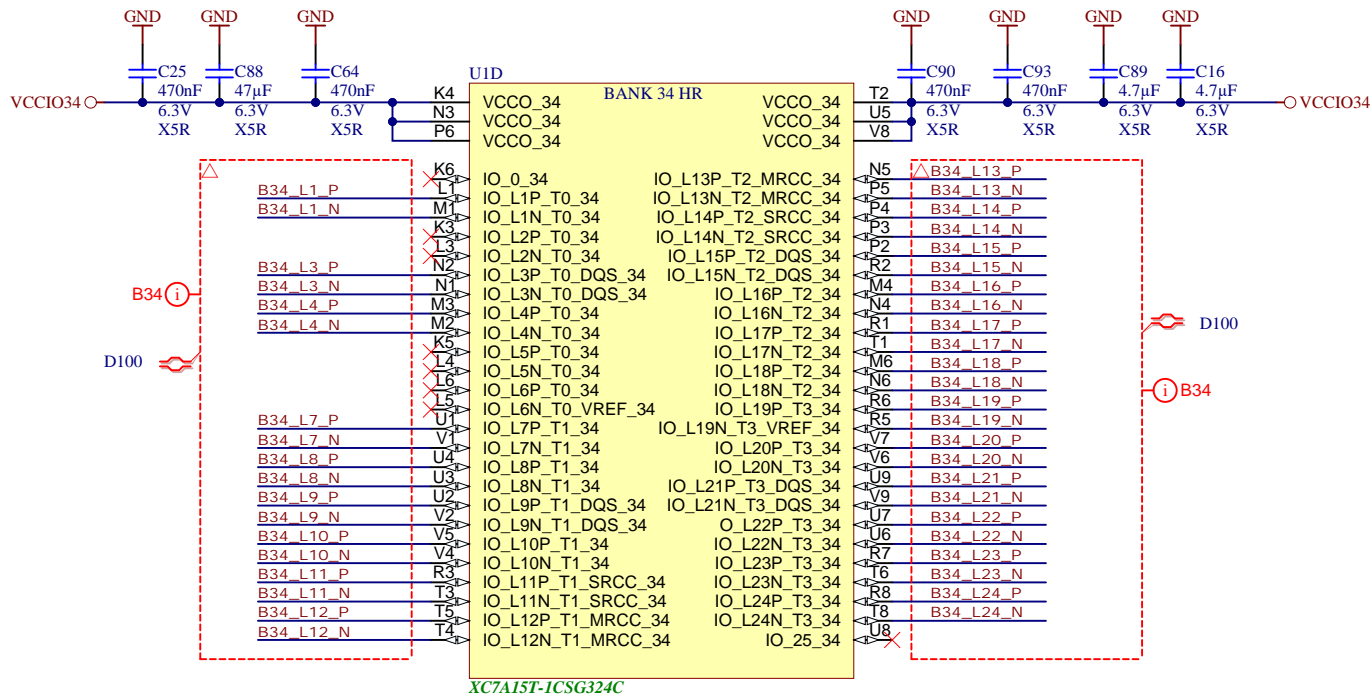 GND GND GND GND GND GND GND
C25 C88 C64 C90 C93 C89 C16
470nF 47µF 470nF 470nF 470nF 4.7µF 4.7µF
6.3V 6.3V 6.3V 6.3V 6.3V 6.3V 6.3V
X5R X5R X5R X5R X5R X5R X5R
VCCIO34 VCCIO34
U1D
BANK 34 HR
K4 VCCO_34 VCCO_34 T2
N3 VCCO_34 VCCO_34 U5
P6 VCCO_34 VCCO_34 V8
K6 IO_0_34 IO_L13P_T2_MRCC_34 N5 B34_L13_P
B34_L1_P L1 IO_L1P_T0_34 IO_L13N_T2_MRCC_34 P5 B34_L13_N
B34_L1_N M1 IO_L1N_T0_34 IO_L14P_T2_SRCC_34 P4 B34_L14_P
K3 IO_L2P_T0_34 IO_L14N_T2_SRCC_34 P3 B34_L14_N
L3 IO_L2N_T0_34 IO_L15P_T2_DQS_34 P2 B34_L15_P
B34_L3_P N2 IO_L3P_T0_DQS_34 IO_L15N_T2_DQS_34 R2 B34_L15_N
B34_L3_N N1 IO_L3N_T0_DQS_34 IO_L16P_T2_34 M4 B34_L16_P
B34_L4_P M3 IO_L4P_T0_34 IO_L16N_T2_34 N4 B34_L16_N
B34_L4_N M2 IO_L4N_T0_34 IO_L17P_T2_34 R1 B34_L17_P
K5 IO_L5P_T0_34 IO_L17N_T2_34 T1 B34_L17_N
L4 IO_L5N_T0_34 IO_L18P_T2_34 M6 B34_L18_P
L6 IO_L6P_T0_34 IO_L18N_T2_34 N6 B34_L18_N
L5 IO_L6N_T0_VREF_34 IO_L19P_T3_34 R6 B34_L19_P
B34_L7_P U1 IO_L7P_T1_34 IO_L19N_T3_VREF_34 R5 B34_L19_N
B34_L7_N V1 IO_L7N_T1_34 IO_L20P_T3_34 V7 B34_L20_P
B34_L8_P U4 IO_L8P_T1_34 IO_L20N_T3_34 V6 B34_L20_N
B34_L8_N U3 IO_L8N_T1_34 IO_L21P_T3_DQS_34 U9 B34_L21_P
B34_L9_P U2 IO_L9P_T1_DQS_34 IO_L21N_T3_DQS_34 V9 B34_L21_N
B34_L9_N V2 IO_L9N_T1_DQS_34 O_L22P_T3_34 U7 B34_L22_P
B34_L10_P V5 IO_L10P_T1_34 IO_L22N_T3_34 U6 B34_L22_N
B34_L10_N V4 IO_L10N_T1_34 IO_L23P_T3_34 R7 B34_L23_P
B34_L11_P R3 IO_L11P_T1_SRCC_34 IO_L23N_T3_34 T6 B34_L23_N
B34_L11_N T3 IO_L11N_T1_SRCC_34 IO_L24P_T3_34 R8 B34_L24_P
B34_L12_P T5 IO_L12P_T1_MRCC_34 IO_L24N_T3_34 T8 B34_L24_N
B34_L12_N T4 IO_L12N_T1_MRCC_34 IO_25_34 U8
B34 i
D100
D100
i B34
XC7A15T-1CSG324C